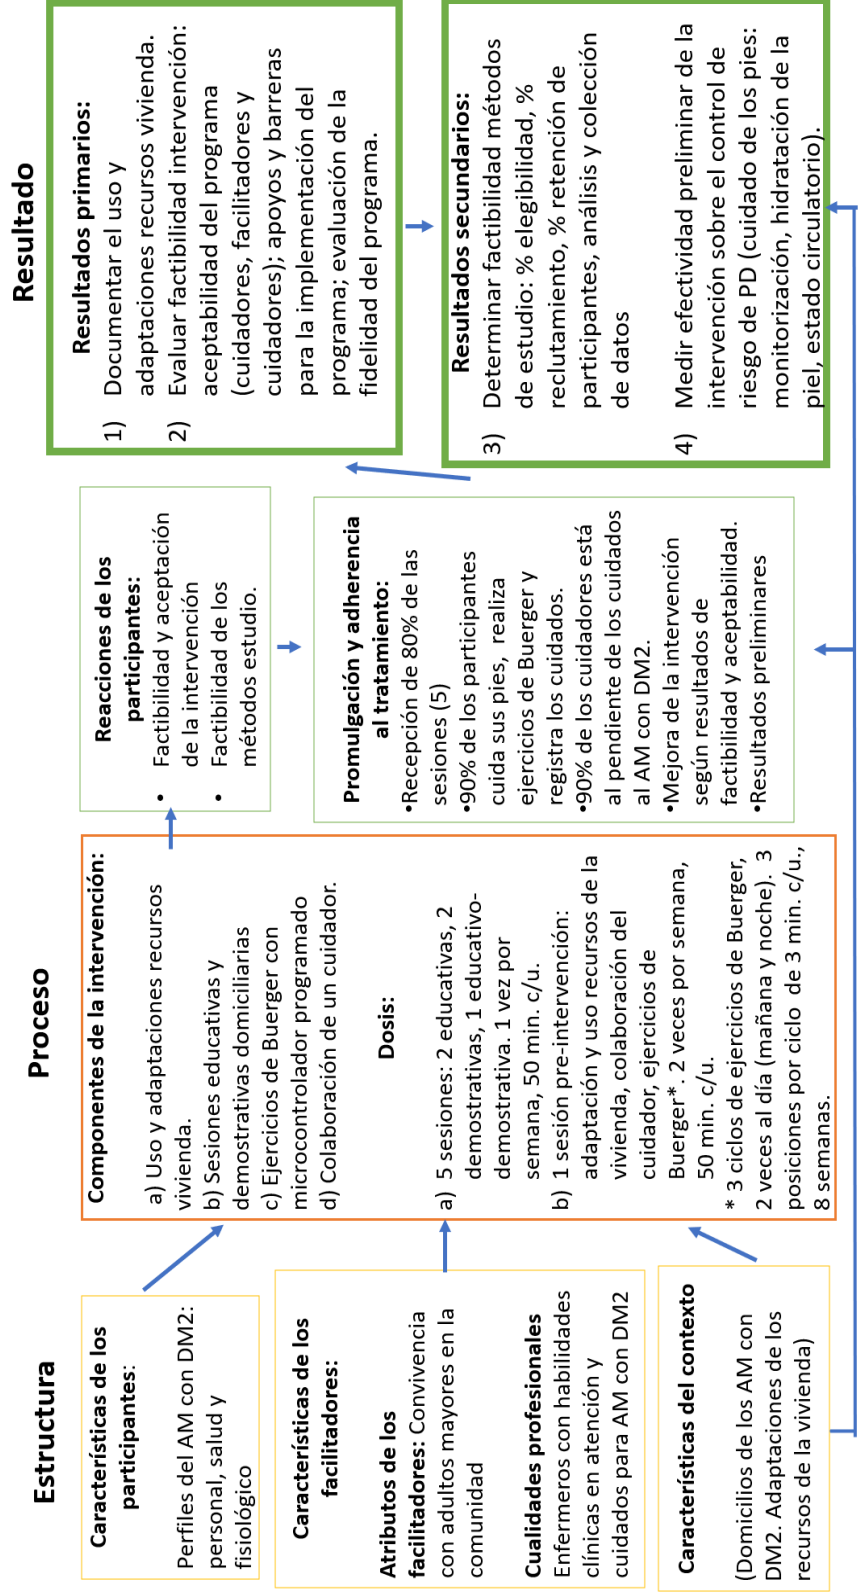 Estructura
Características de los
participantes:
Perfiles del AM con DM2:
personal, salud y
fisiológico
Características de los
facilitadores:
Atributos de los
facilitadores: Convivencia
con adultos mayores en la
comunidad
Cualidades profesionales
Enfermeros con habilidades
clínicas en atención y
cuidados para AM con DM2
Características del contexto
(Domicilios de los AM con
DM2. Adaptaciones de los
recursos de la vivienda)
Proceso
Componentes de la intervención:
a) Uso y adaptaciones recursos
vivienda.
b) Sesiones educativas y
demostrativas domiciliarias
c) Ejercicios de Buerger con
microcontrolador programado
d) Colaboración de un cuidador.
Dosis:
a) 5 sesiones: 2 educativas, 2
demostrativas, 1 educativo-
demostrativa. 1 vez por
semana, 50 min. c/u.
b) 1 sesión pre-intervención:
adaptación y uso recursos de la
vivienda, colaboración del
cuidador, ejercicios de
Buerger*. 2 veces por semana,
50 min. c/u.
* 3 ciclos de ejercicios de Buerger,
2 veces al día (mañana y noche). 3
posiciones por ciclo de 3 min. c/u.,
8 semanas.
Reacciones de los
participantes:
• Factibilidad y aceptación
de la intervención
• Factibilidad de los
métodos estudio.
Promulgación y adherencia
al tratamiento:
•Recepción de 80% de las
sesiones (5)
•90% de los participantes
cuida sus pies, realiza
ejercicios de Buerger y
registra los cuidados.
•90% de los cuidadores está
al pendiente de los cuidados
al AM con DM2.
•Mejora de la intervención
según resultados de
factibilidad y aceptabilidad.
•Resultados preliminares
Resultado
Resultados primarios:
1) Documentar el uso y
adaptaciones recursos vivienda.
2) Evaluar factibilidad intervención:
aceptabilidad del programa
(cuidadores, facilitadores y
cuidadores); apoyos y barreras
para la implementación del
programa; evaluación de la
fidelidad del programa.
Resultados secundarios:
3) Determinar factibilidad métodos
de estudio: % elegibilidad, %
reclutamiento, % retención de
participantes, análisis y colección
de datos
4) Medir efectividad preliminar de la
intervención sobre el control de
riesgo de PD (cuidado de los pies:
monitorización, hidratación de la
piel, estado circulatorio).